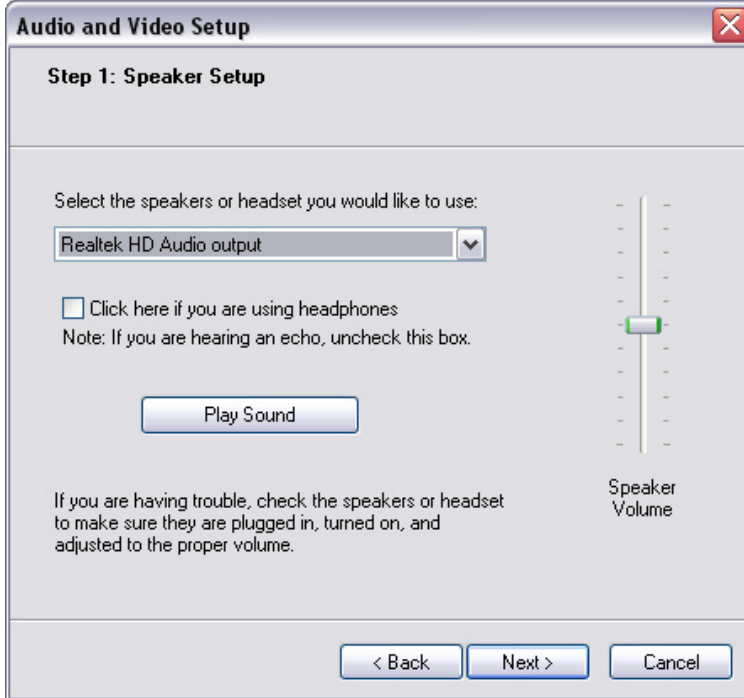 Audio and Video Setup
Step 1: Speaker Setup
Select the speakers or headset you would like to use:
Realtek HD Audio output
Click here if you are using headphones
Note: If you are hearing an echo, uncheck this box.
Play Sound
If you are having trouble, check the speakers or headset
to make sure they are plugged in, turned on, and
adjusted to the proper volume.
Speaker
Volume
< Back
Next >
Cancel